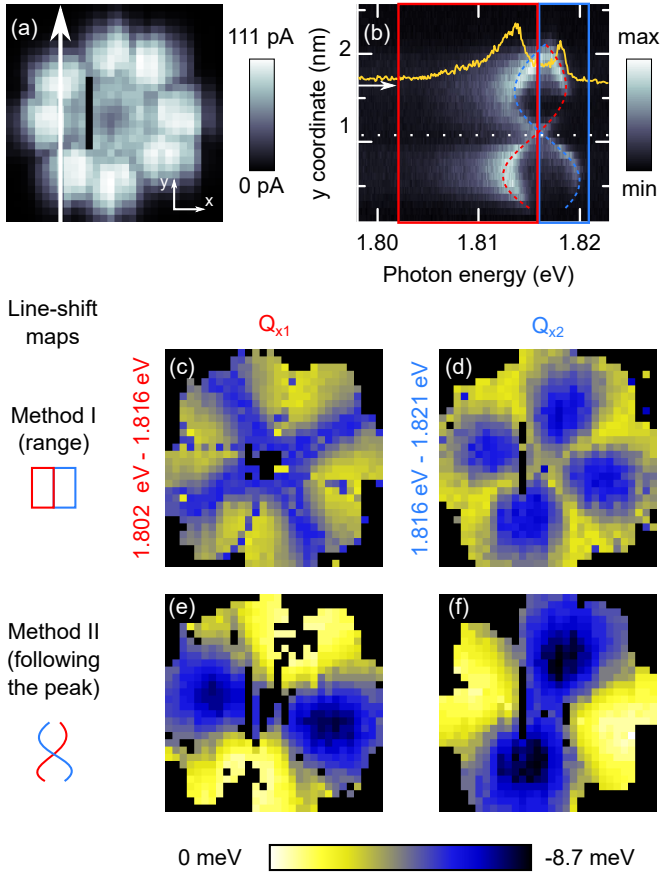 (a)
111 pA
0 pA
y
x
(b)
y coordinate (nm)
2
1
1.80
1.81
1.82
Photon energy (eV)
max
min
Line-shift
maps
Qx1
Qx2
Method I
(range)
1.802 eV - 1.816 eV
(c)
1.816 eV - 1.821 eV
(d)
Method II
(following
the peak)
(e)
(f)
0 meV
-8.7 meV